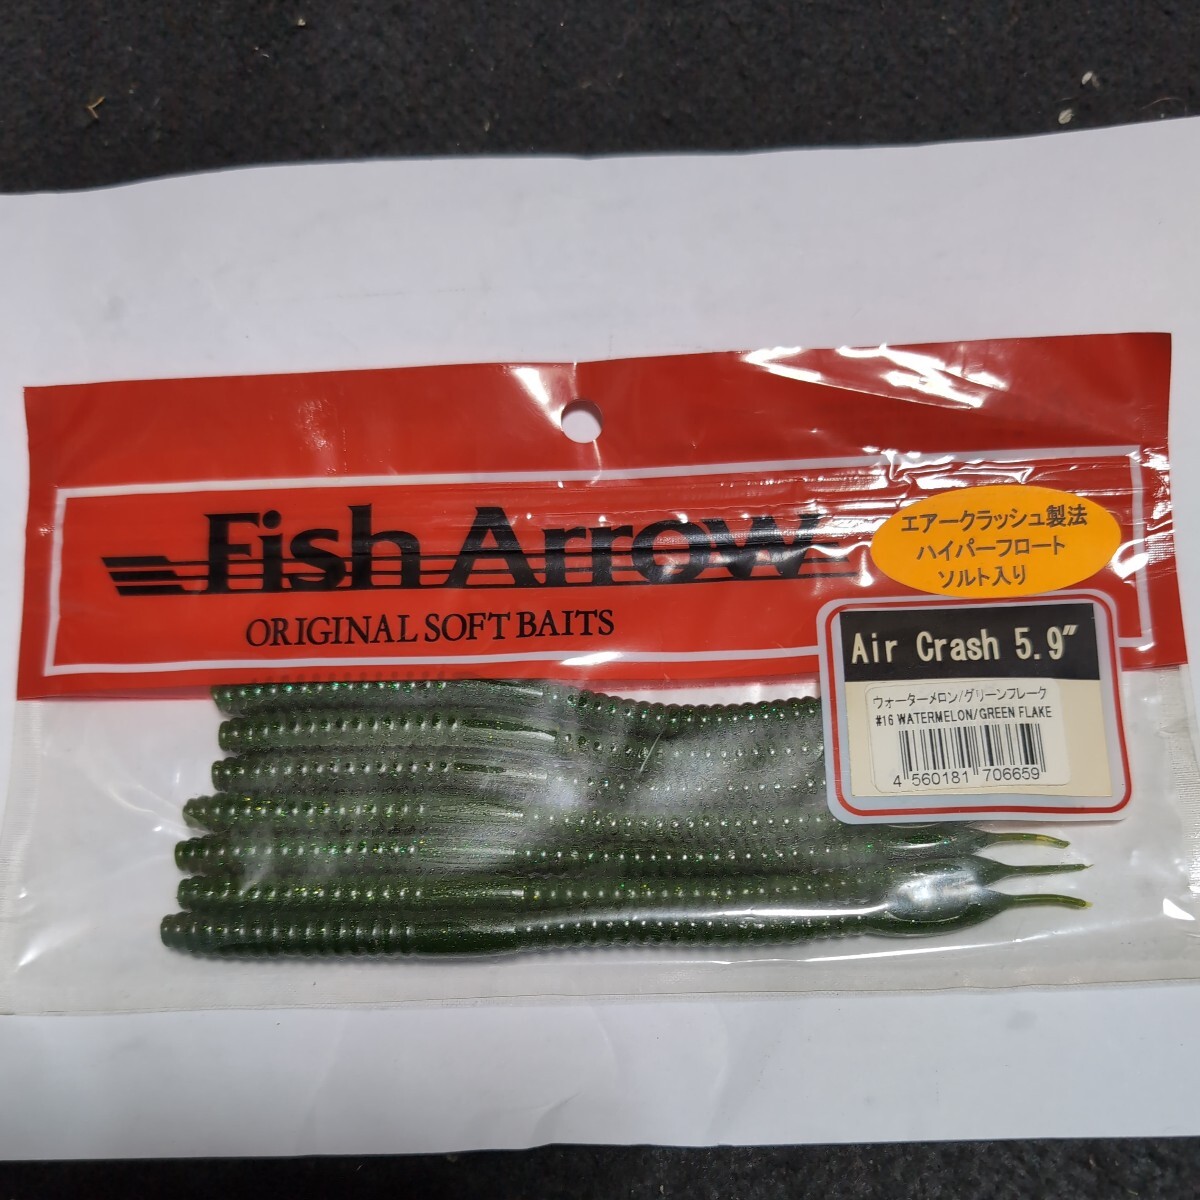 Fish Arrow
ORIGINAL SOFT BAITS
エアークラッシュ製法
ハイパーフロート
ソルト入り
Air Crash 5.9"
ウォーターメロン/グリーンフレーク
#16 WATERMELON/GREEN FLAKE
4 560181 706659